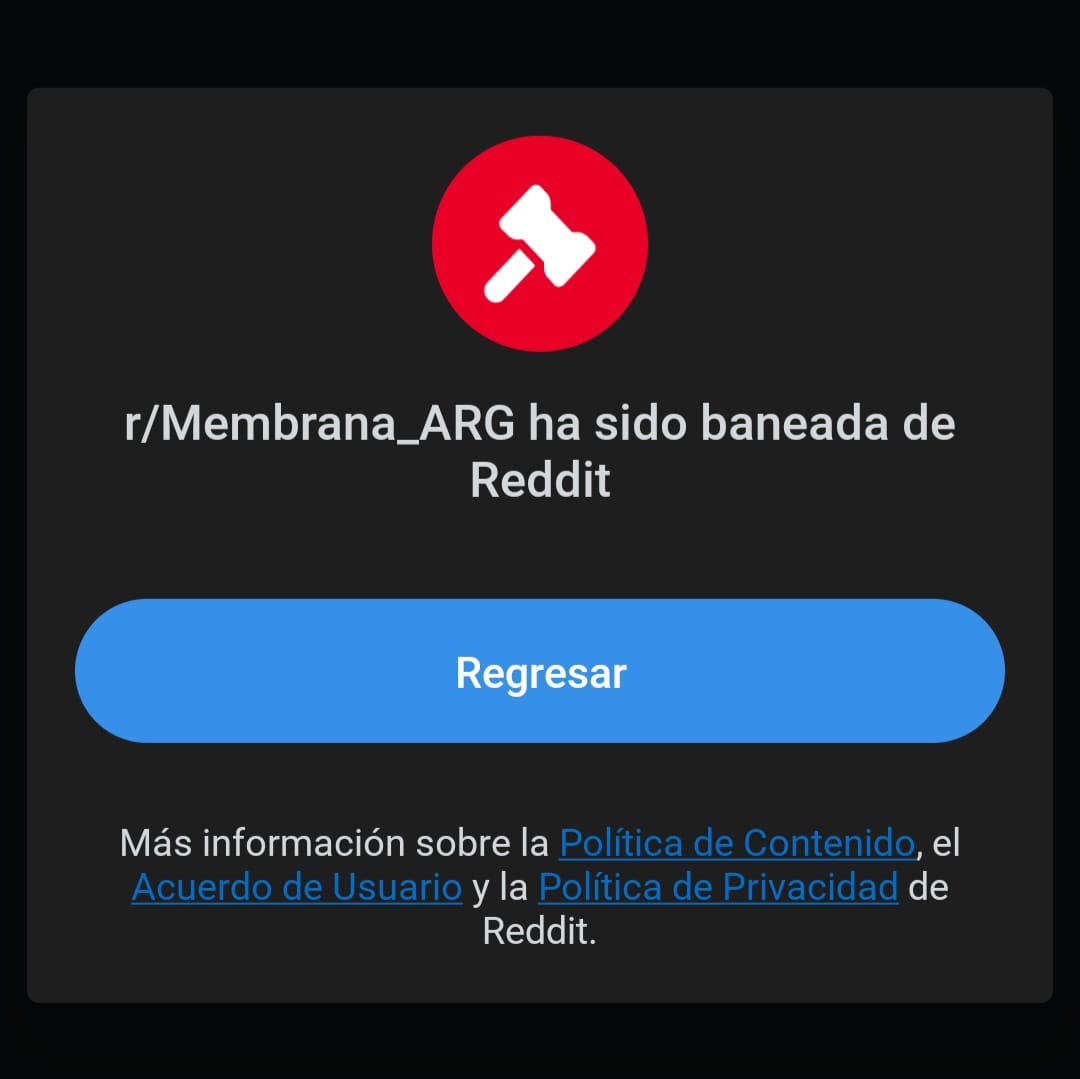 r/Membrana_ARG ha sido baneada de
Reddit
Regresar
Más información sobre la Política de Contenido, el
Acuerdo de Usuario y la Política de Privacidad de
Reddit.